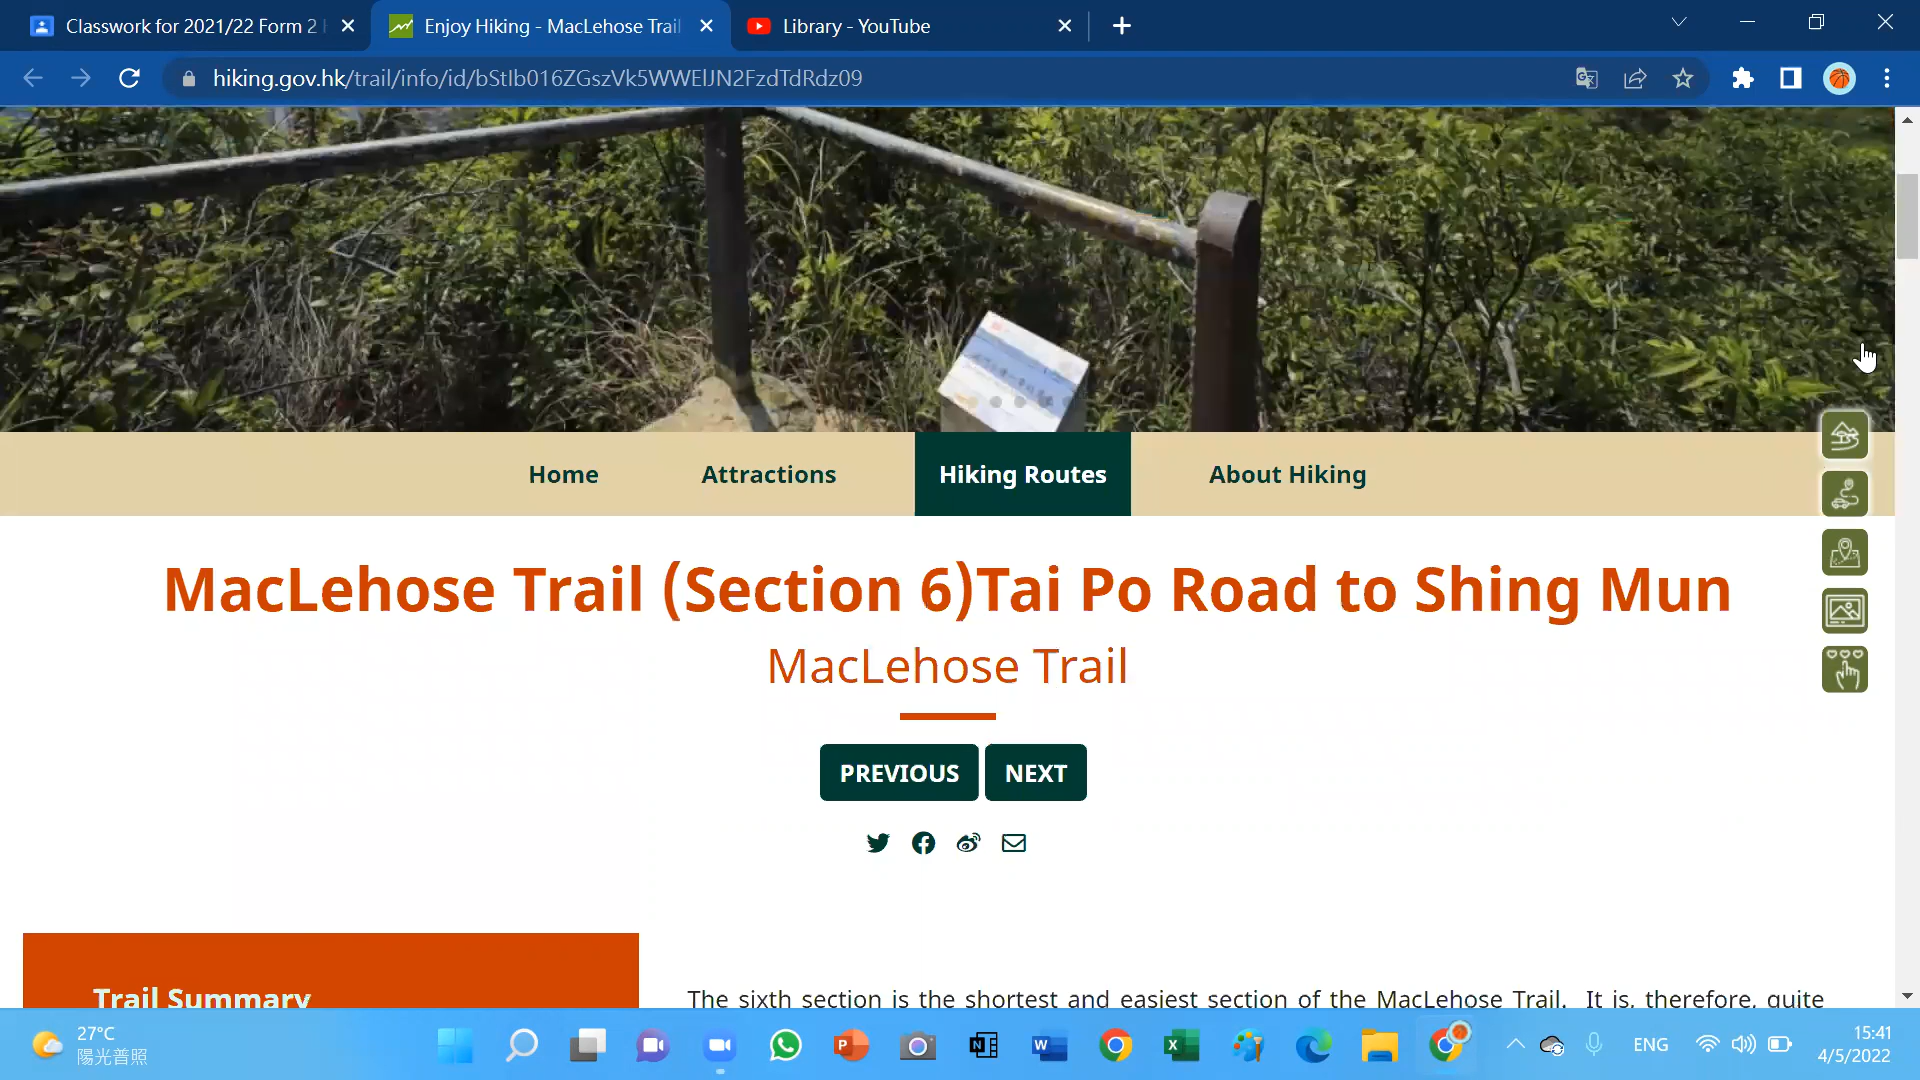 Classwork for 2021/22 Form 2
Enjoy Hiking - MacLehose Trail
Library - YouTube
hiking.gov.hk/trail/info/id/bStIb016ZGszVk5WWElJN2FzdTdRdz09
Home
Attractions
Hiking Routes
About Hiking
MacLehose Trail (Section 6)Tai Po Road to Shing Mun
MacLehose Trail
PREVIOUS
NEXT
Trail Summary
The sixth section is the shortest and easiest section of the MacLehose Trail. It is, therefore, quite
27°C
陽光普照
ENG
15:41
4/5/2022